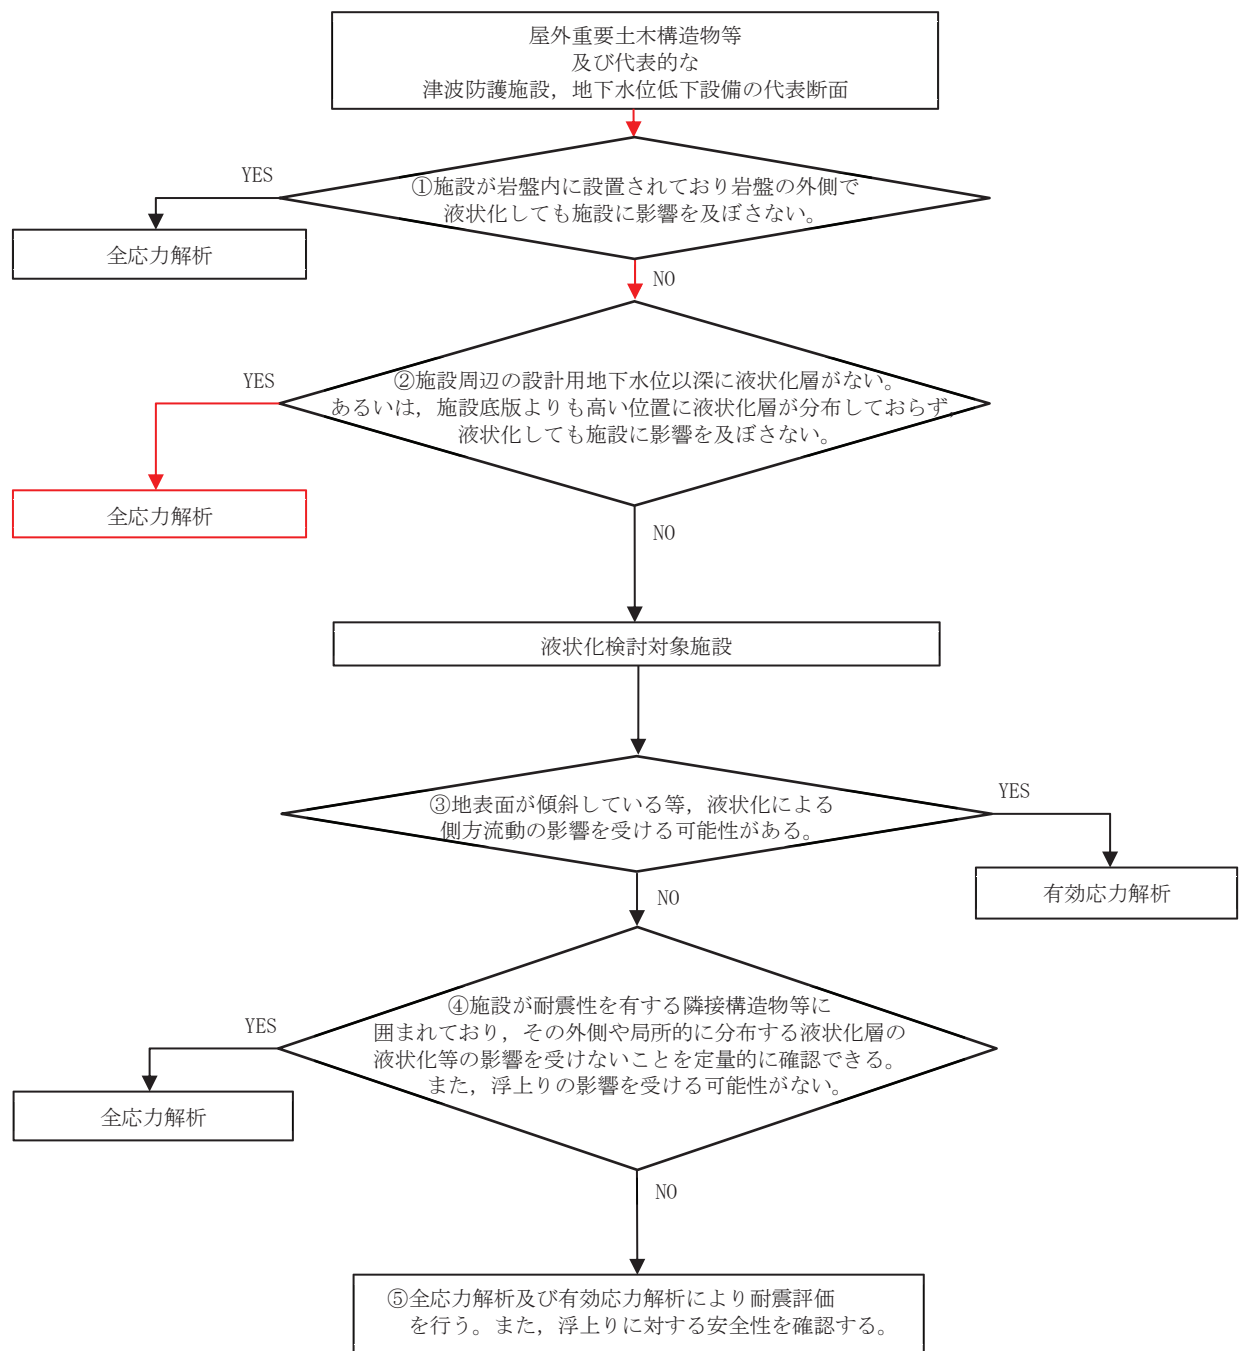 屋外重要土木構造物等
及び代表的な
津波防護施設，地下水位低下設備の代表断面
YES
①施設が岩盤内に設置されており岩盤の外側で
液状化しても施設に影響を及ぼさない。
全応力解析
NO
YES
②施設周辺の設計用地下水位以深に液状化層がない。
あるいは，施設底版よりも高い位置に液状化層が分布しておらず，
液状化しても施設に影響を及ぼさない。
全応力解析
NO
液状化検討対象施設
③地表面が傾斜している等，液状化による
側方流動の影響を受ける可能性がある。
YES
有効応力解析
NO
YES
④施設が耐震性を有する隣接構造物等に
囲まれており，その外側や局所的に分布する液状化層の
液状化等の影響を受けないことを定量的に確認できる。
また，浮上りの影響を受ける可能性がない。
全応力解析
NO
⑤全応力解析及び有効応力解析により耐震評価
を行う。また，浮上りに対する安全性を確認する。